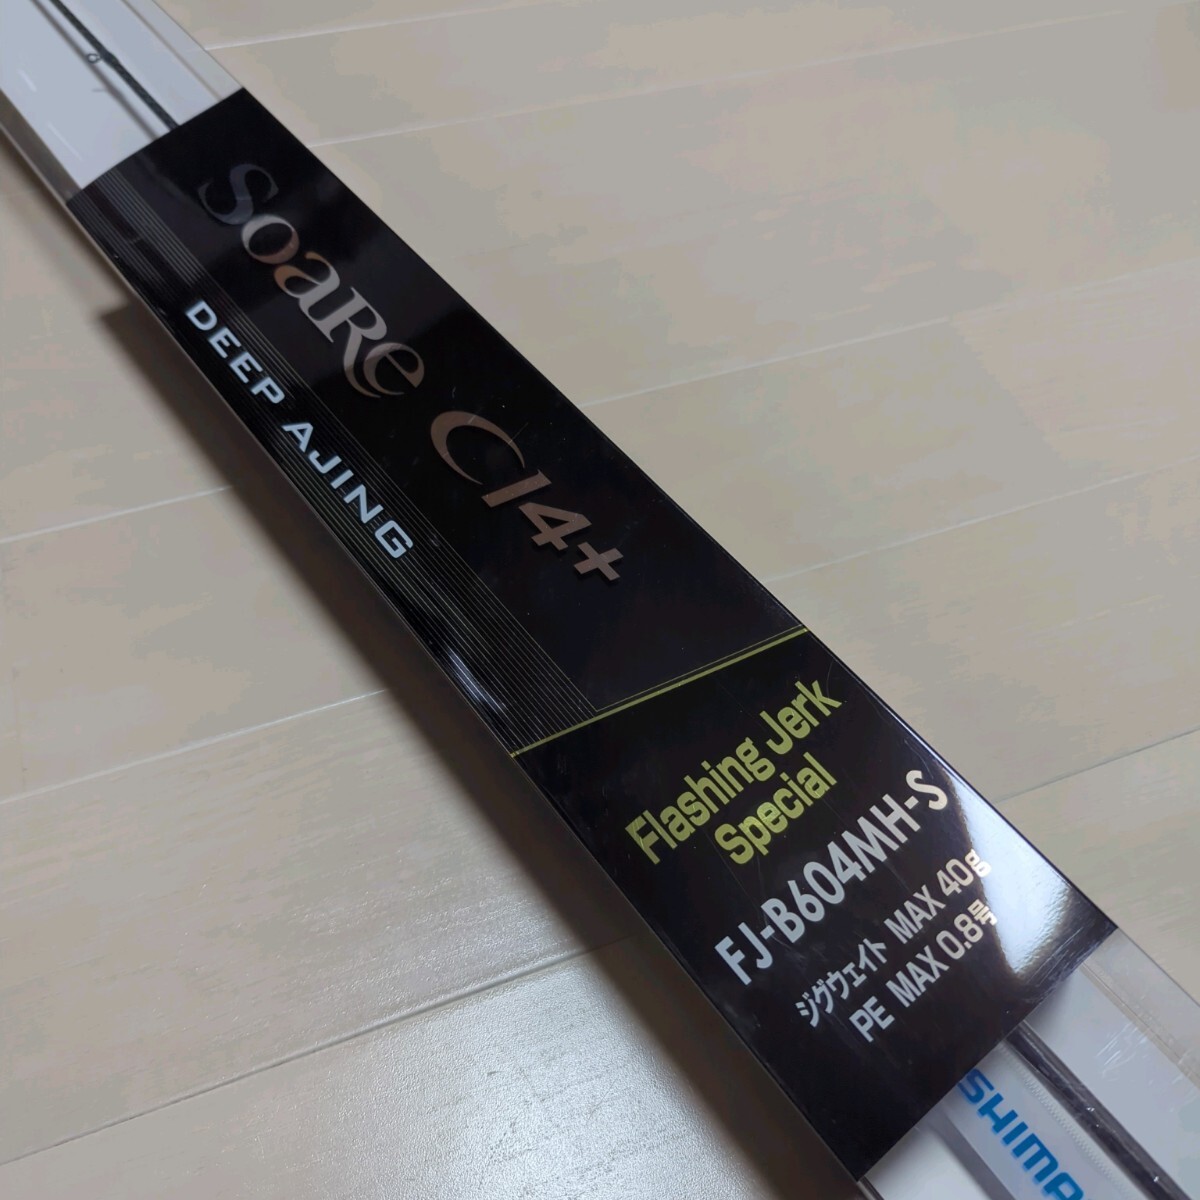 SOARE CI4+
DEEP AJING
Flashing Jerk
Special
FJ-B604MH-S
ジグウェイト MAX 40g
PE MAX 0.8号
SHIMA